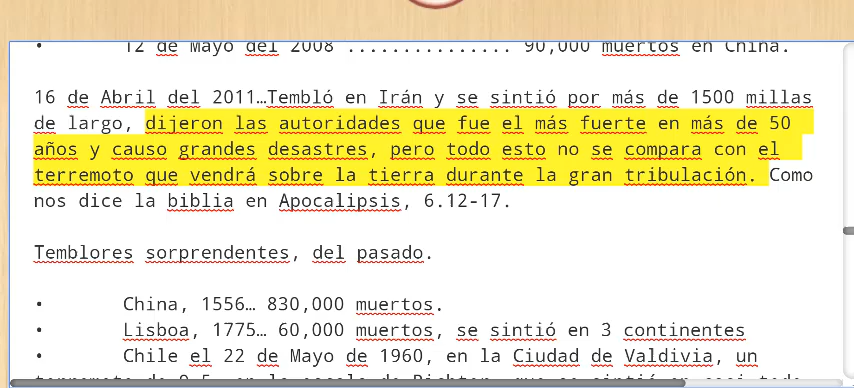 • 12 de Mayo del 2008 ............... 90,000 muertos en China.
16 de Abril del 2011…Tembló en Irán y se sintió por más de 1500 millas
de largo, dijeron las autoridades que fue el más fuerte en más de 50
años y causo grandes desastres, pero todo esto no se compara con el
terremoto que vendrá sobre la tierra durante la gran tribulación. Como
nos dice la biblia en Apocalipsis, 6.12-17.
Temblores sorprendentes, del pasado.
• China, 1556… 830,000 muertos.
• Lisboa, 1775… 60,000 muertos, se sintió en 3 continentes
• Chile el 22 de Mayo de 1960, en la Ciudad de Valdivia, un